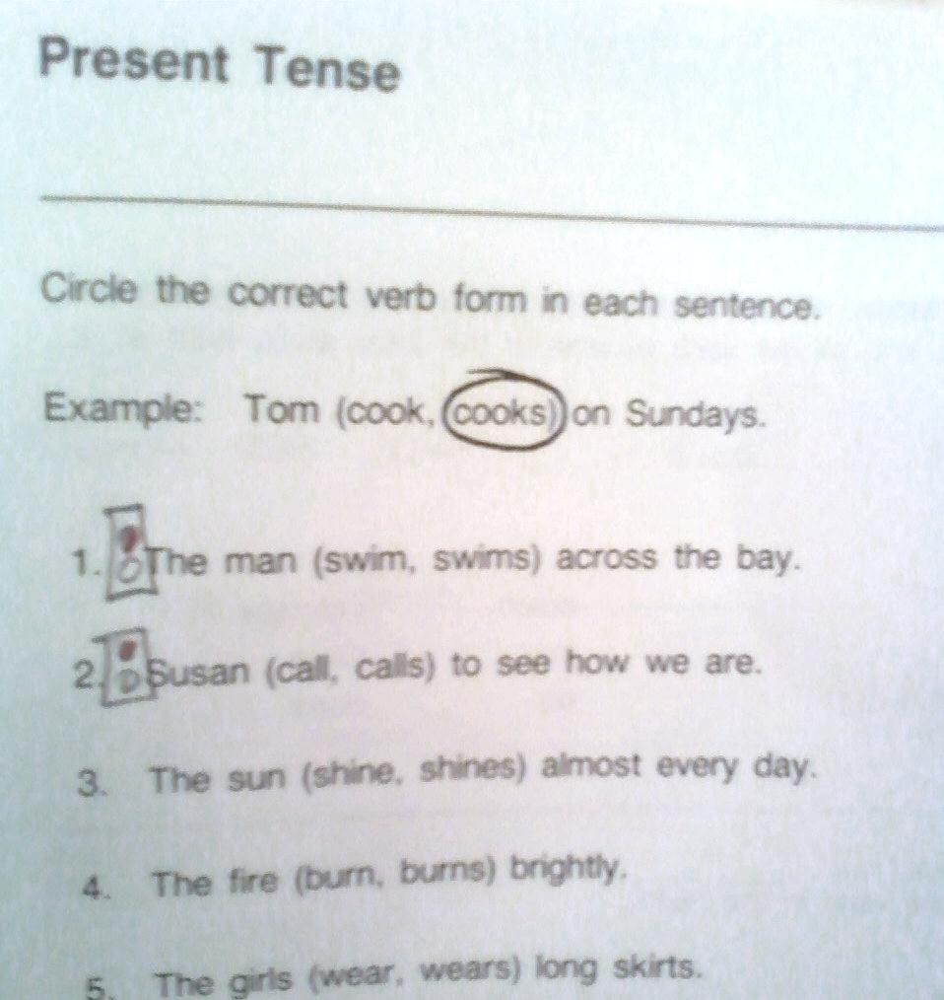 Present Tense
Circle the correct verb form in each sentence.
Example: Tom (cook, cooks) on Sundays.
1. The man (swim, swims) across the bay.
2. Susan (call, calls) to see how we are.
3. The sun (shine, shines) almost every day.
4. The fire (burn, burns) brightly.
5. The girls (wear, wears) long skirts.